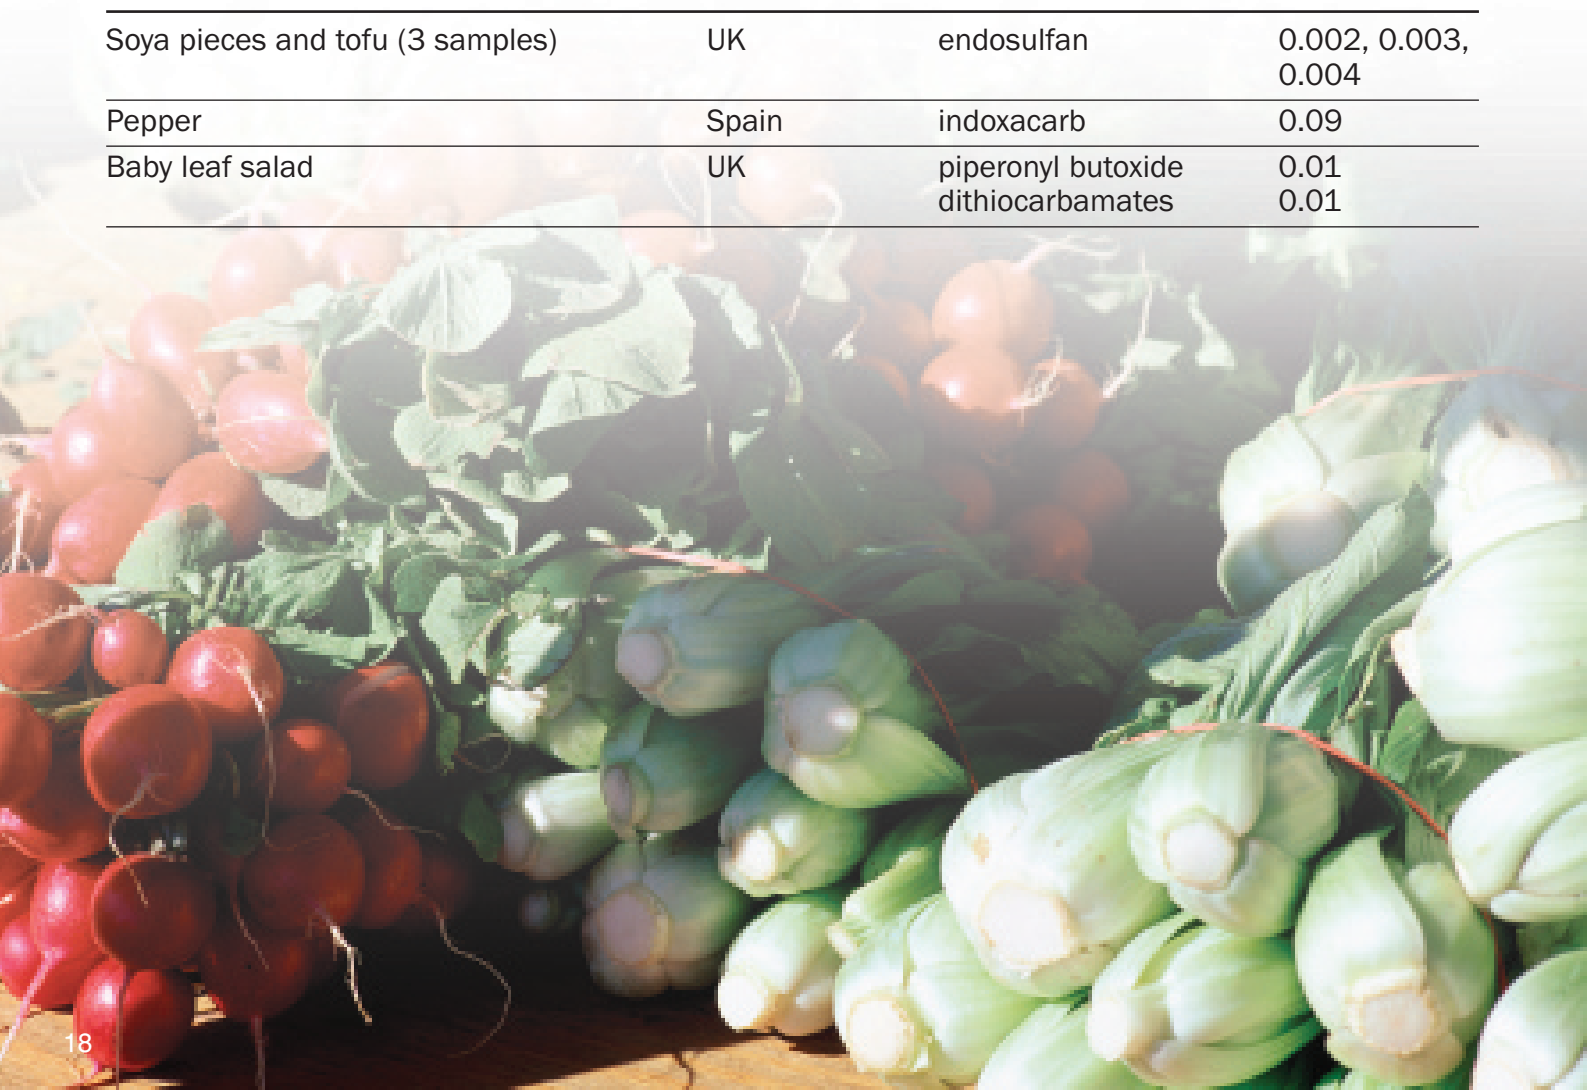 Soya pieces and tofu (3 samples) UK endosulfan 0.002, 0.003,
0.004
Pepper Spain indoxacarb 0.09
Baby leaf salad UK piperonyl butoxide 0.01
dithiocarbamates 0.01
18